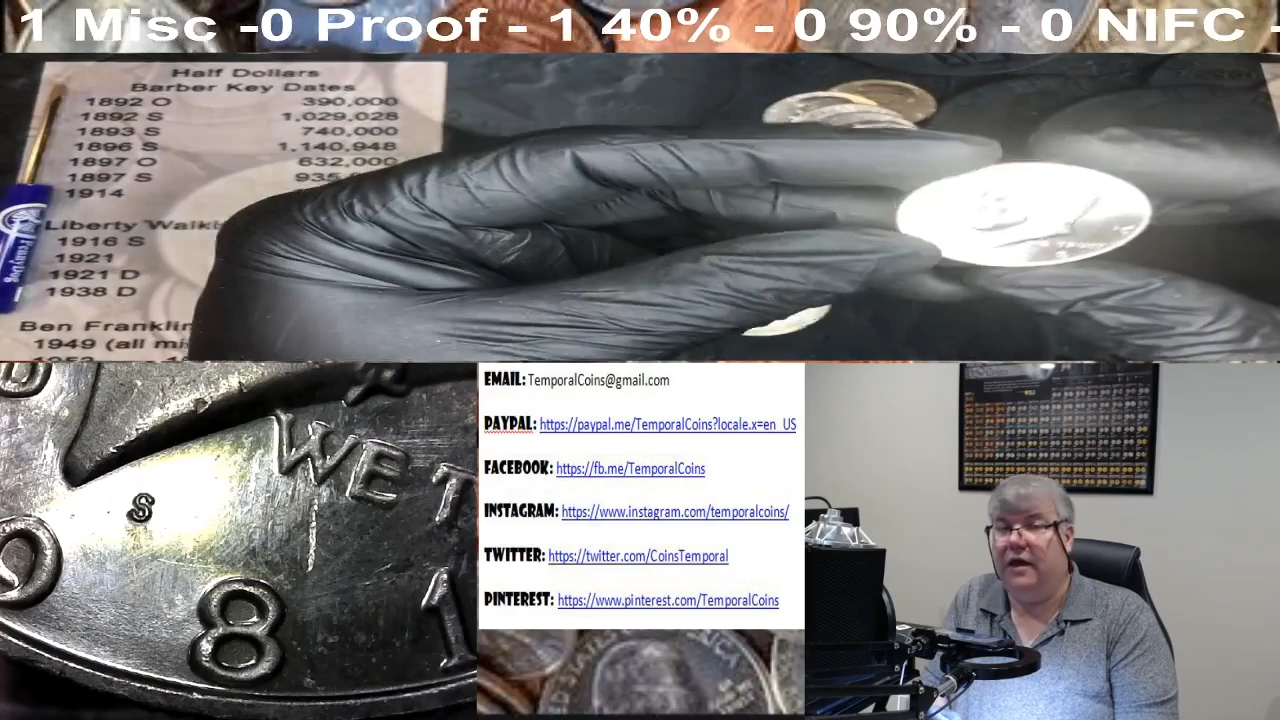 1 Misc -0 Proof - 1 40% - 0 90% - 0 NIFC -
Half Dollars
Barber Key Dates
1892 O 390,000
1892 S 1,029,028
1893 S 740,000
1896 S 1,140,948
1897 O 632,000
1897 S 935
1914
Liberty Walki
1916 S
1921
1921 D
1938 D
Ben Franklin
1949 (all mi
WE T
S
8 1
EMAIL: TemporalCoins@gmail.com
PAYPAL: https://paypal.me/TemporalCoins?locale.x=en_US
FACEBOOK: https://fb.me/TemporalCoins
INSTAGRAM: https://www.instagram.com/temporalcoins/
TWITTER: https://twitter.com/CoinsTemporal
PINTEREST: https://www.pinterest.com/TemporalCoins